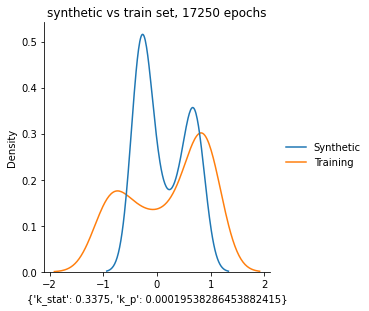 synthetic vs train set, 17250 epochs
0.5
0.4
0.3
0.2
0.1
0.0
Density
Synthetic
Training
−2
−1
0
1
2
{'k_stat': 0.3375, 'k_p': 0.00019538286453882415}